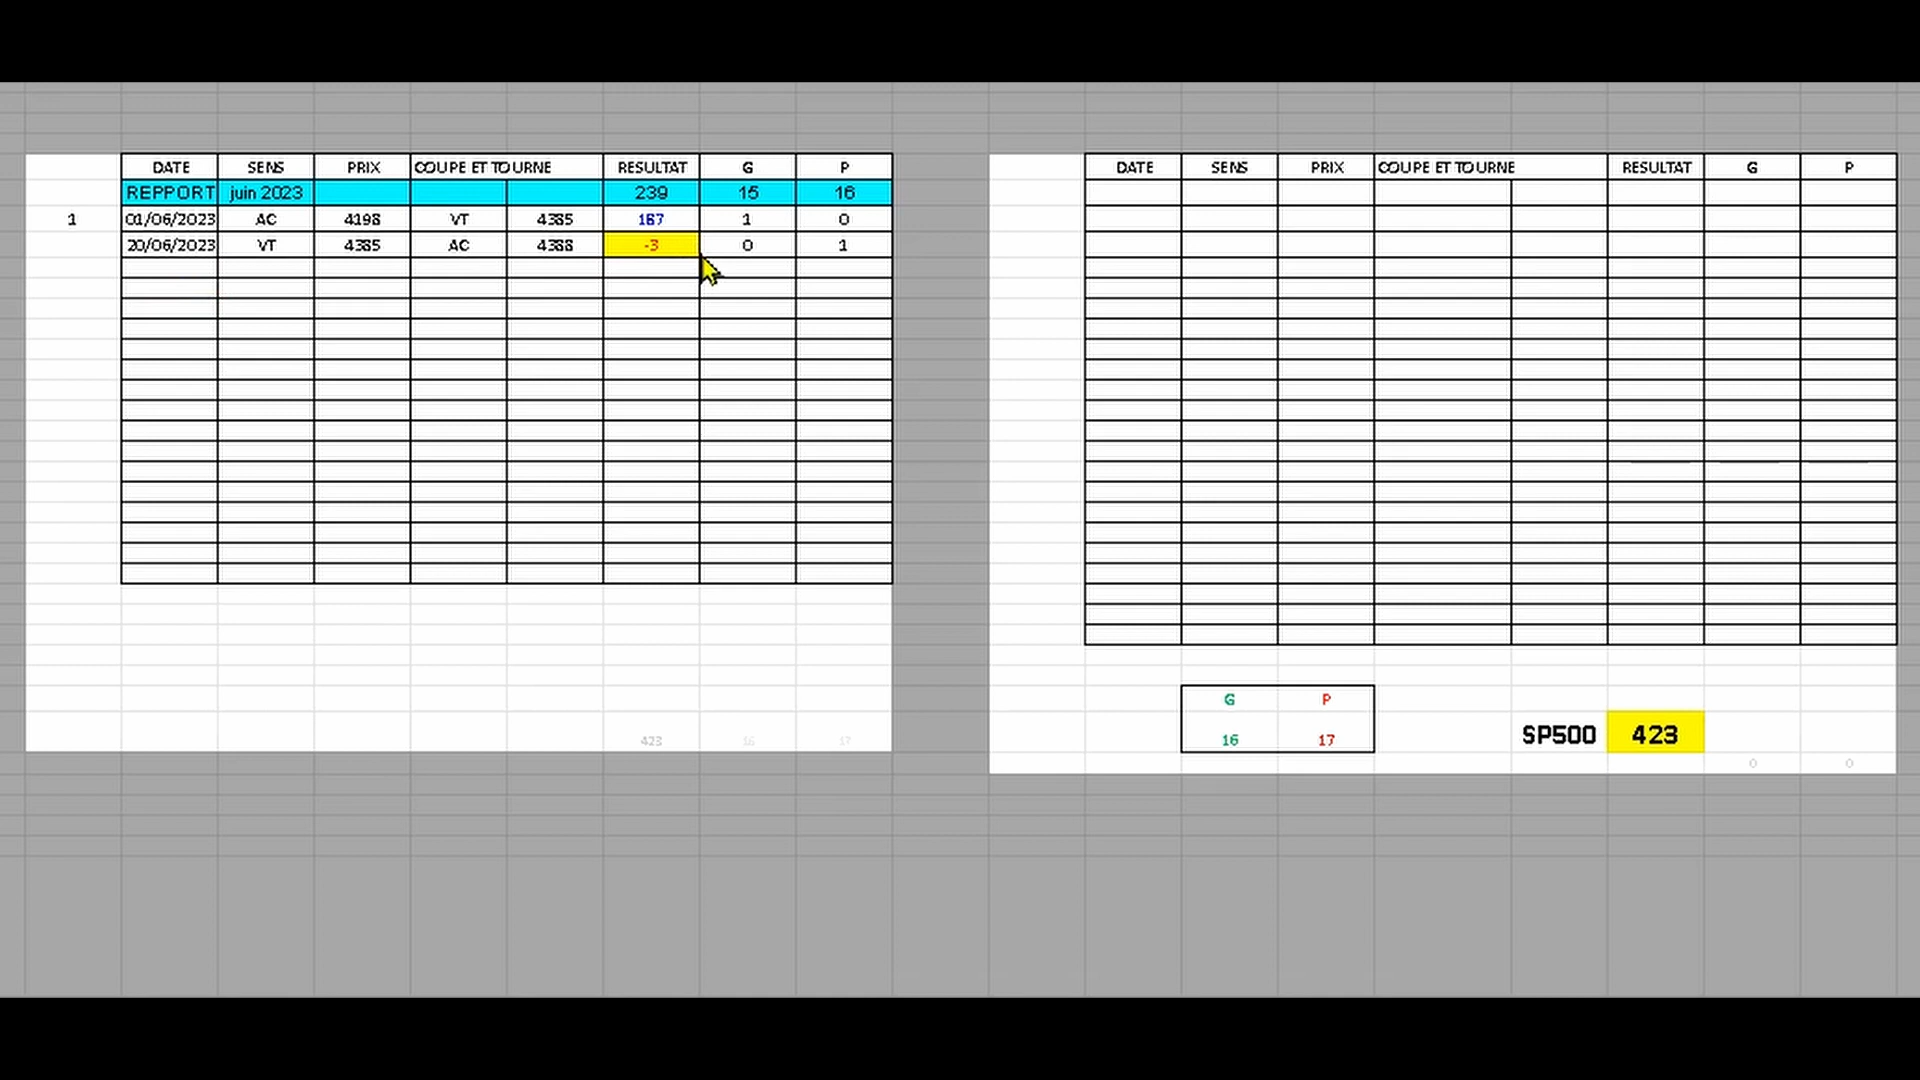 DATE SENS PRIX COUPE ET TOURNE RESULTAT G P
REPPORT juin 2023 239 15 16
1 01/06/2023 AC 4198 VT 4385 187 1 0
20/06/2023 VT 4385 AC 4388 -3 0 1
423 16 17
DATE SENS PRIX COUPE ET TOURNE RESULTAT G P
G P
16 17
SP500 423
0 0